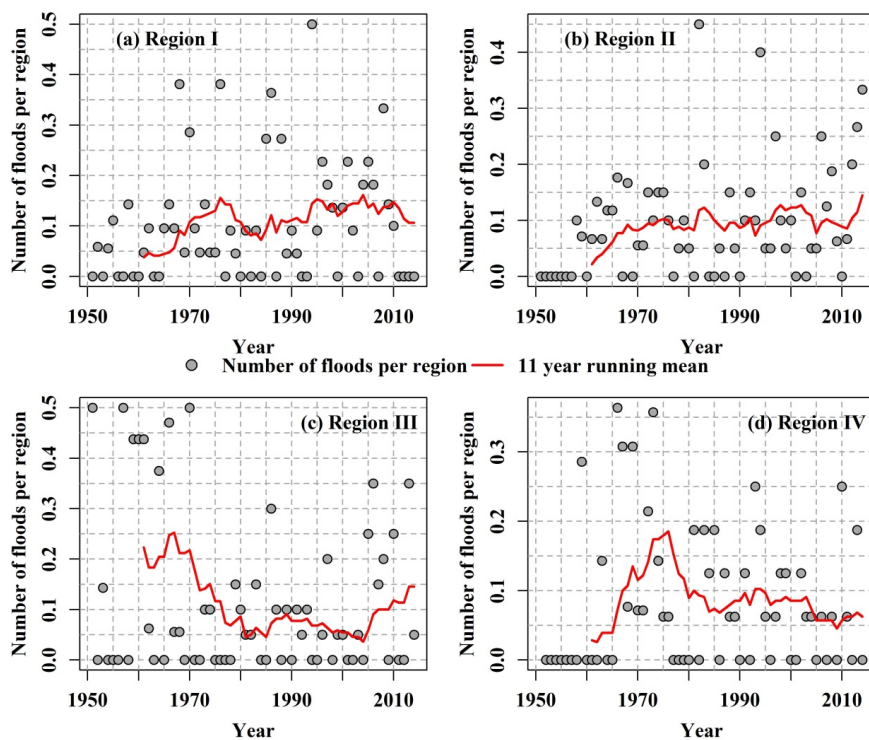 (a) Region I
Number of floods per region
0.0 0.1 0.2 0.3 0.4 0.5
1950 1970 1990 2010
Year
(b) Region II
Number of floods per region
0.0 0.1 0.2 0.3 0.4
1950 1970 1990 2010
Year
Number of floods per region 11 year running mean
(c) Region III
Number of floods per region
0.0 0.1 0.2 0.3 0.4 0.5
1950 1970 1990 2010
Year
(d) Region IV
Number of floods per region
0.0 0.1 0.2 0.3
1950 1970 1990 2010
Year